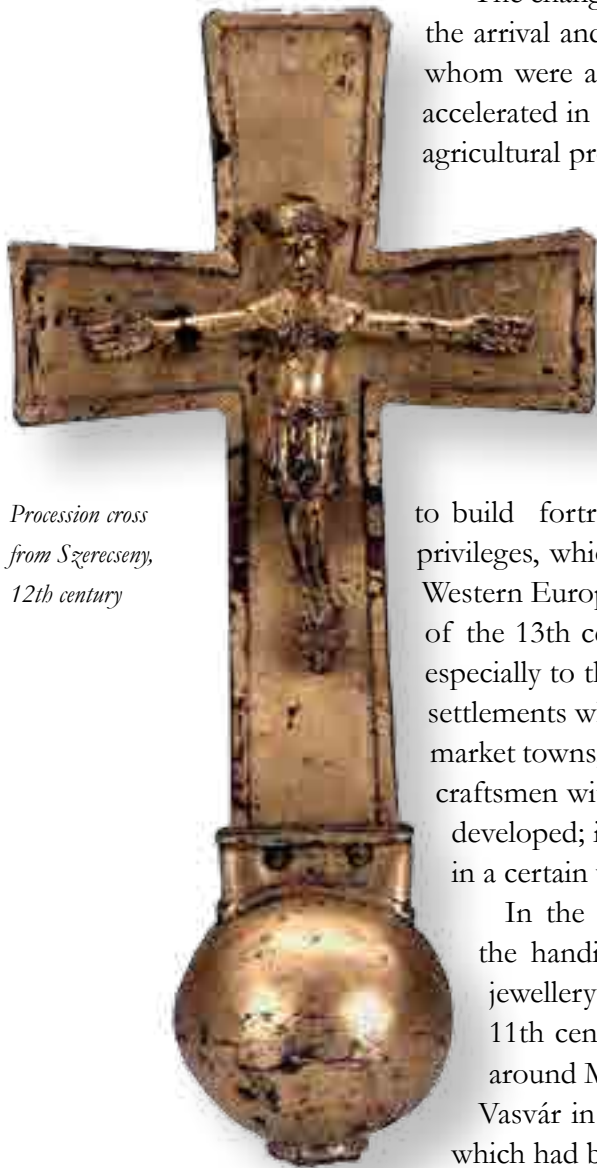 The chang
the arrival and
whom were a
accelerated in
agricultural pr
Procession cross
from Szerecseny,
12th century
to build fortr
privileges, whic
Western Europ
of the 13th c
especially to th
settlements w
market towns
craftsmen wi
developed; i
in a certain
In the
the handi
jewellery
11th cen
around M
Vasvár in
which had b